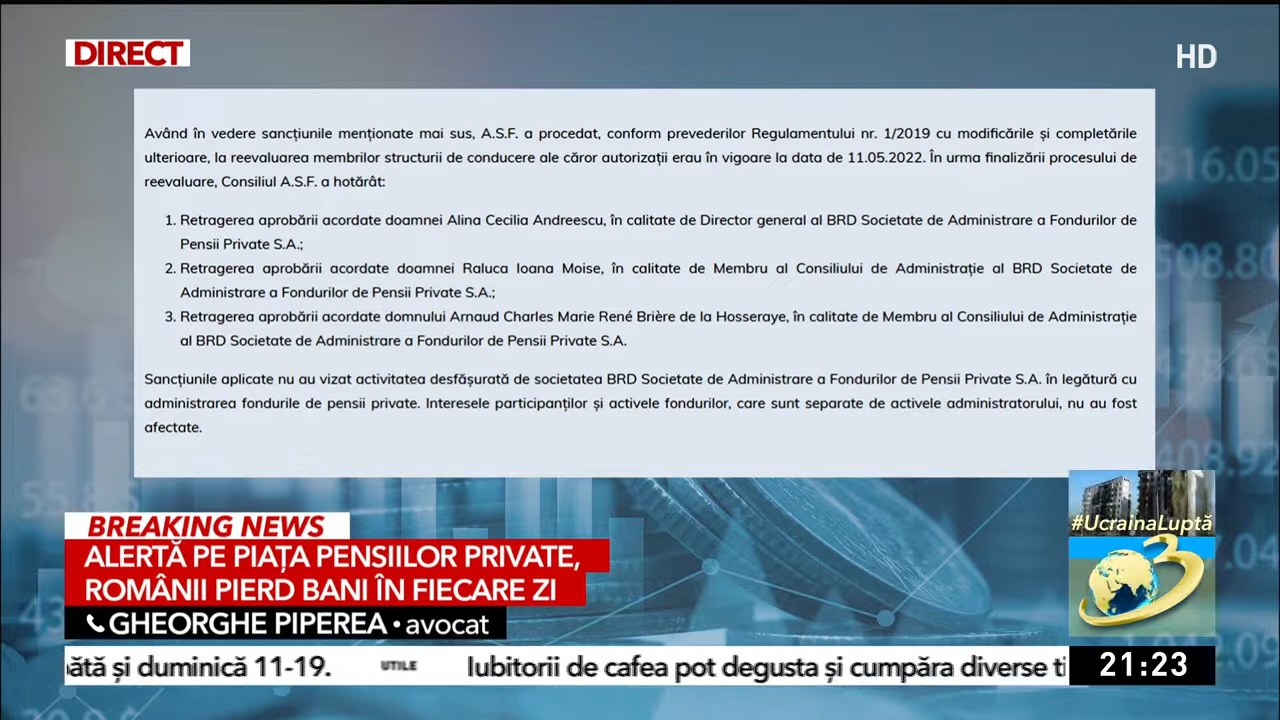 DIRECT
HD
Având în vedere sancțiunile menționate mai sus, A.S.F. a procedat, conform prevederilor Regulamentului nr. 1/2019 cu modificările și completările
ulterioare, la reevaluarea membrilor structurii de conducere ale căror autorizații erau în vigoare la data de 11.05.2022. În urma finalizării procesului de
reevaluare, Consiliul A.S.F. a hotărât:
1. Retragerea aprobării acordate doamnei Alina Cecilia Andreescu, în calitate de Director general al BRD Societate de Administrare a Fondurilor de
Pensii Private S.A.;
2. Retragerea aprobării acordate doamnei Raluca Ioana Moise, în calitate de Membru al Consiliului de Administrație al BRD Societate de
Administrare a Fondurilor de Pensii Private S.A.;
3. Retragerea aprobării acordate domnului Arnaud Charles Marie René Brière de la Hosseraye, în calitate de Membru al Consiliului de Administrație
al BRD Societate de Administrare a Fondurilor de Pensii Private S.A.
Sancțiunile aplicate nu au vizat activitatea desfășurată de societatea BRD Societate de Administrare a Fondurilor de Pensii Private S.A. în legătură cu
administrarea fondurile de pensii private. Interesele participanților și activele fondurilor, care sunt separate de activele administratorului, nu au fost
afectate.
#UcrainaLuptă
3
BREAKING NEWS
ALERTĂ PE PIAȚA PENSIILOR PRIVATE,
ROMÂNII PIERD BANI ÎN FIECARE ZI
GHEORGHE PIPEREA • avocat
și duminică 11-19. UTILE Iubitorii de cafea pot degusta și cumpăra diverse
21:23